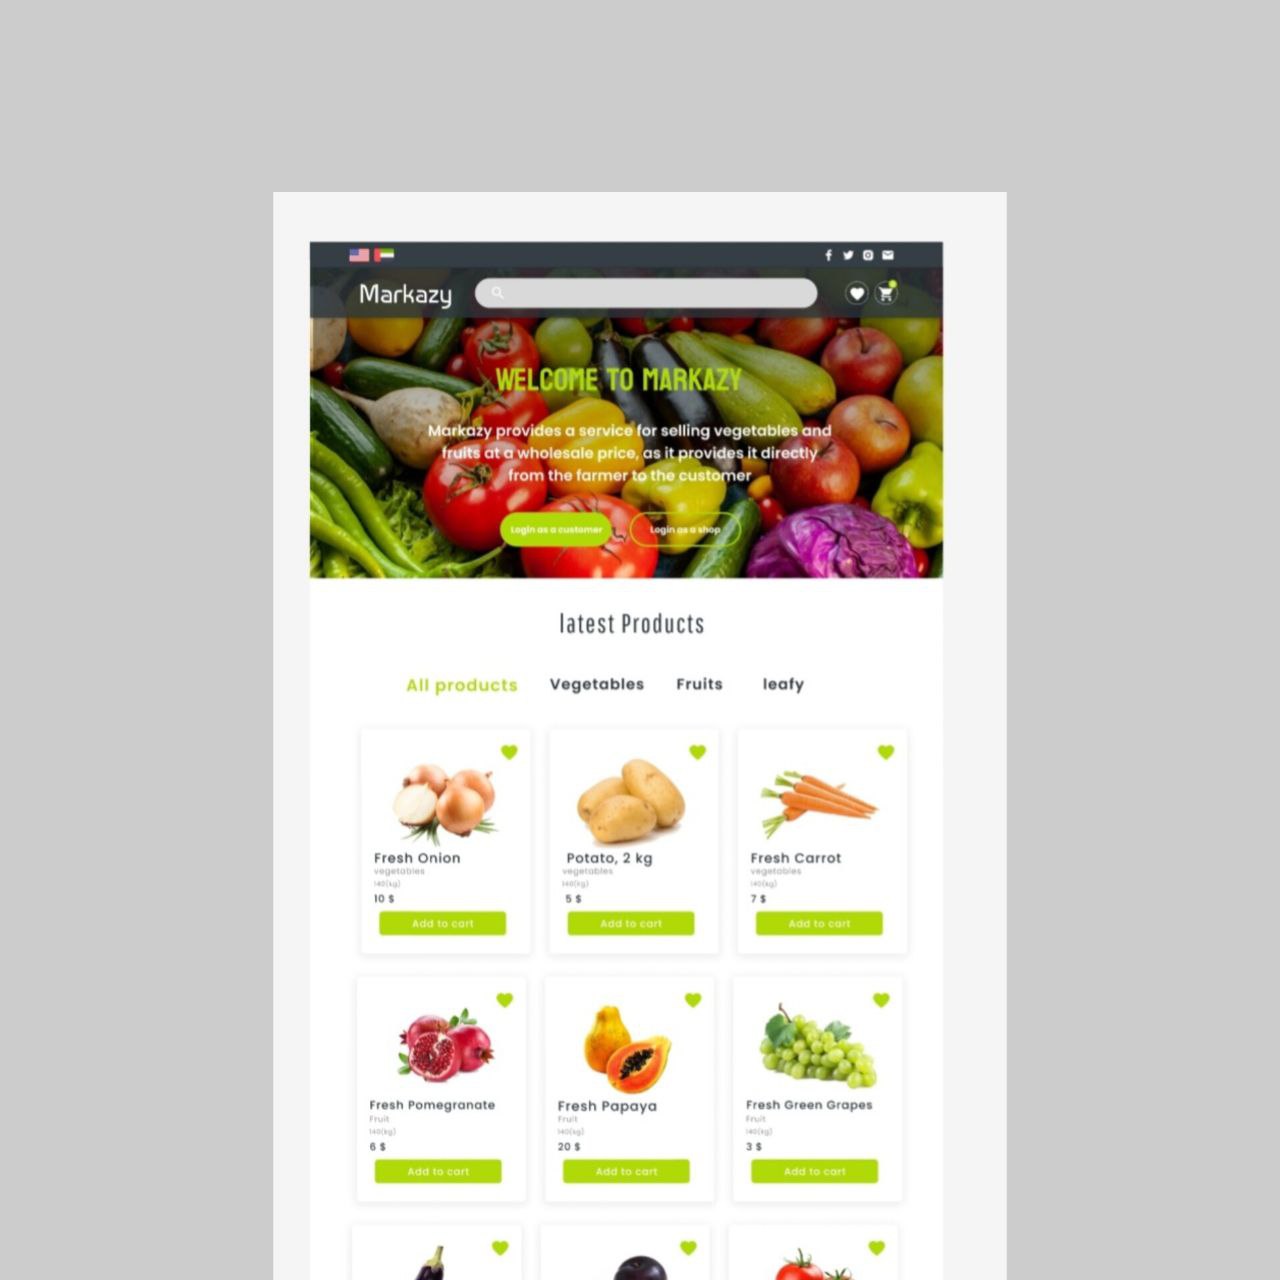 Markazy
WELCOME TO MARKAZY
Markazy provides a service for selling vegetables and
fruits at a wholesale price, as it provides it directly
from the farmer to the customer
Login as a customer
Login as a shop
latest Products
All products
Vegetables
Fruits
leafy
Fresh Onion
vegetables
140(kg)
10 $
Add to cart
Potato, 2 kg
vegetables
140(kg)
5 $
Add to cart
Fresh Carrot
vegetables
140(kg)
7 $
Add to cart
Fresh Pomegranate
Fruit
140(kg)
6 $
Add to cart
Fresh Papaya
Fruit
140(kg)
20 $
Add to cart
Fresh Green Grapes
Fruit
140(kg)
3 $
Add to cart